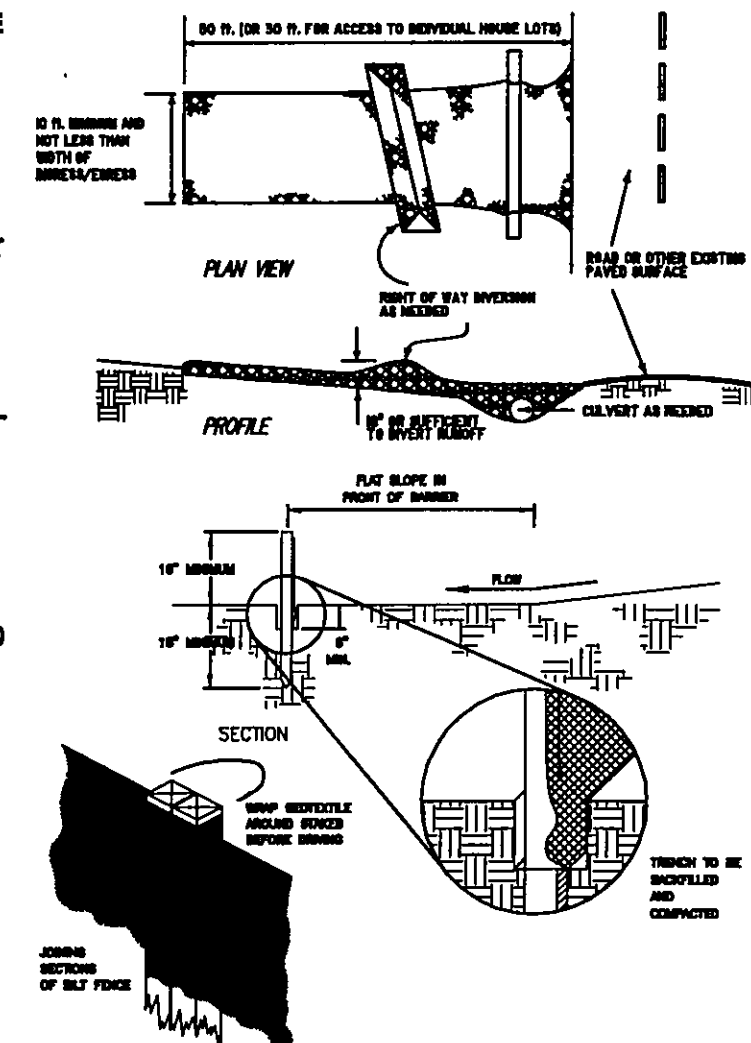 50 ft. (OR 30 ft. FOR ACCESS TO INDIVIDUAL HOUSE LOTS)
10 ft. MINIMUM AND
NOT LESS THAN
WIDTH OF
INGRESS/EGRESS
PLAN VIEW
RIGHT OF WAY DIVERSION
AS NEEDED
ROAD OR OTHER EXISTING
PAVED SURFACE
PROFILE
18" OR SUFFICIENT
TO DIVERT RUNOFF
CULVERT AS NEEDED
FLAT SLOPE IN
FRONT OF BARRIER
MINIMUM
FLOW
MINIMUM
6"
MIN.
SECTION
WRAP GEOTEXTILE
AROUND STAKES
BEFORE DRIVING
TRENCH TO BE
BACKFILLED
AND
COMPACTED
JOINING
SECTIONS
OF SILT FENCE